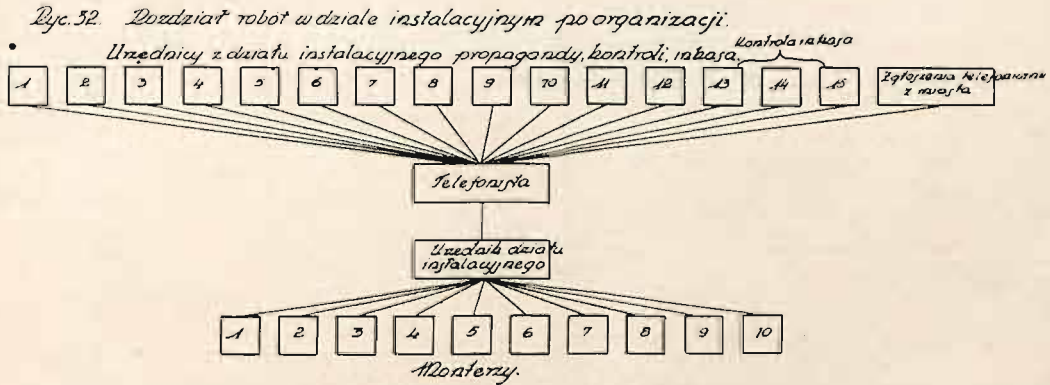 Ryc. 32. Rozdział robót w dziale instalacyjnym po organizacji.
Urzędnicy z działu instalacyjnego propagandy, kontroli, inkasa.
Kontrola inkasa
1 2 3 4 5 6 7 8 9 10 11 12 13 14 15
Zgłoszenia telefoniczne
z miasta
Telefonista
Urzędnik działu
instalacyjnego
1 2 3 4 5 6 7 8 9 10
Monterzy.